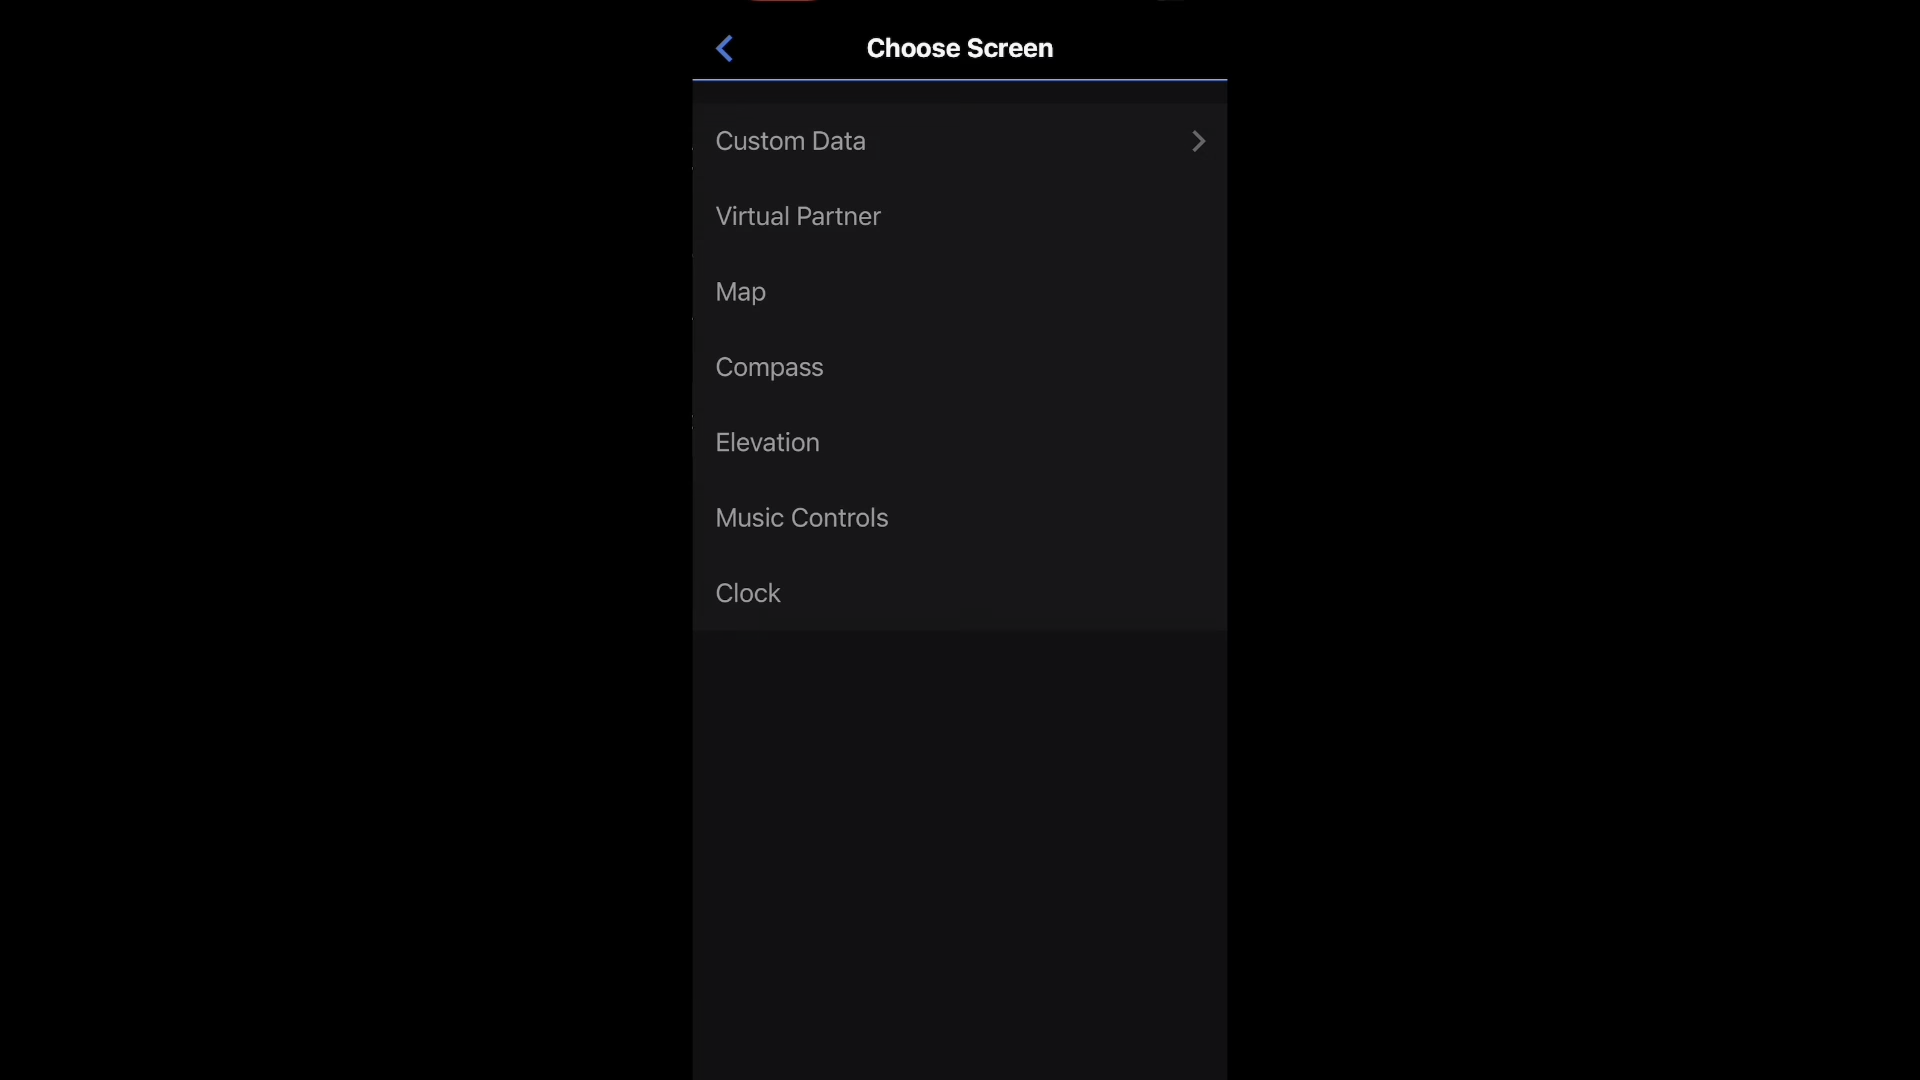 Choose Screen
Custom Data
Virtual Partner
Map
Compass
Elevation
Music Controls
Clock